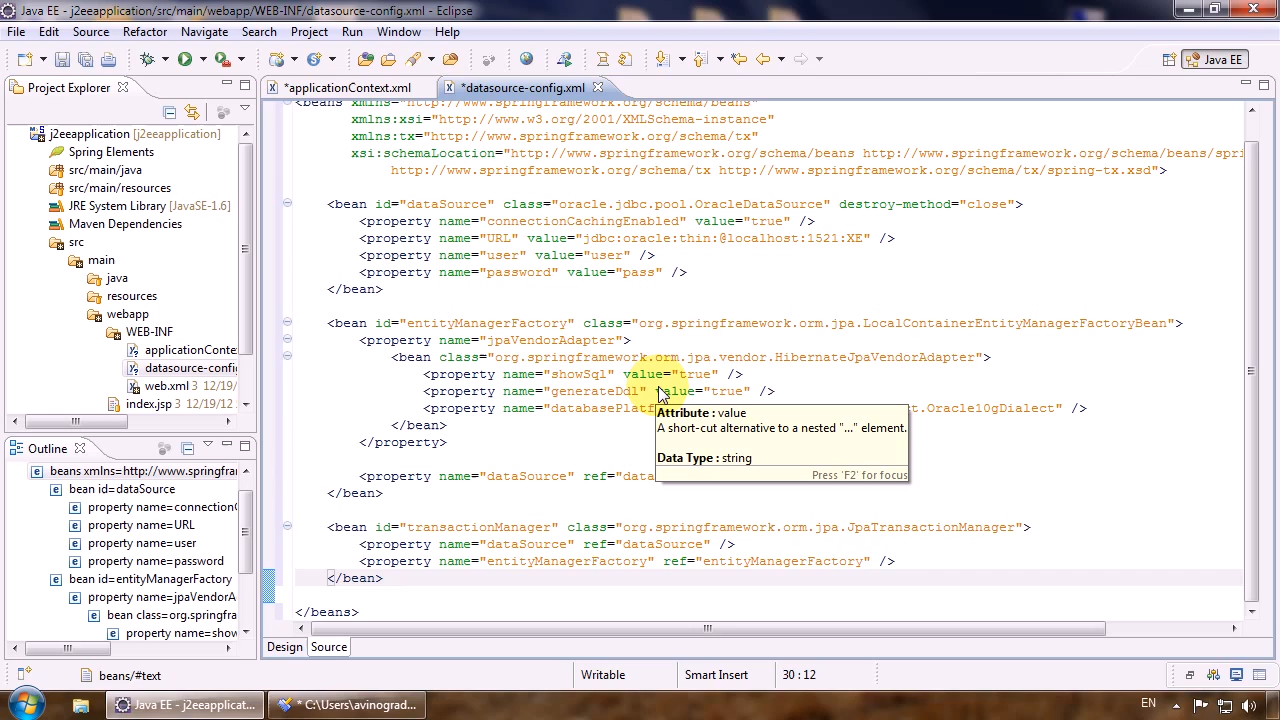 Java EE - j2eeapplication/src/main/webapp/WEB-INF/datasource-config.xml - Eclipse
File Edit Source Refactor Navigate Search Project Run Window Help
Java EE
Project Explorer
*applicationContext.xml
*datasource-config.xml
j2eeapplication [j2eeapplication]
Spring Elements
src/main/java
src/main/resources
JRE System Library [JavaSE-1.6]
Maven Dependencies
src
main
java
resources
webapp
WEB-INF
applicationConte
datasource-confi
web.xml 3 12/19/
index.jsp 3 12/19/12
<beans xmlns="http://www.springframework.org/schema/beans"
xmlns:xsi="http://www.w3.org/2001/XMLSchema-instance"
xmlns:tx="http://www.springframework.org/schema/tx"
xsi:schemaLocation="http://www.springframework.org/schema/beans http://www.springframework.org/schema/beans/spri
http://www.springframework.org/schema/tx http://www.springframework.org/schema/tx/spring-tx.xsd">
<bean id="dataSource" class="oracle.jdbc.pool.OracleDataSource" destroy-method="close">
<property name="connectionCachingEnabled" value="true" />
<property name="URL" value="jdbc:oracle:thin:@localhost:1521:XE" />
<property name="user" value="user" />
<property name="password" value="pass" />
</bean>
<bean id="entityManagerFactory" class="org.springframework.orm.jpa.LocalContainerEntityManagerFactoryBean">
<property name="jpaVendorAdapter">
<bean class="org.springframework.orm.jpa.vendor.HibernateJpaVendorAdapter">
<property name="showSql" value="true" />
<property name="generateDdl" value="true" />
<property name="databasePlatf t.Oracle10gDialect" />
</bean>
</property>
<property name="dataSource" ref="data
</bean>
<bean id="transactionManager" class="org.springframework.orm.jpa.JpaTransactionManager">
<property name="dataSource" ref="dataSource" />
<property name="entityManagerFactory" ref="entityManagerFactory" />
</bean>
</beans>
Attribute : value
A short-cut alternative to a nested "..." element.
Data Type : string
Press 'F2' for focus
Outline
beans xmlns=http://www.springfra
bean id=dataSource
property name=connectionC
property name=URL
property name=user
property name=password
bean id=entityManagerFactory
property name=jpaVendorA
bean class=org.springfra
property name=show
Design Source
beans/#text
Writable
Smart Insert
30 : 12
Java EE - j2eeapplicat...
* C:\Users\avinograd...
EN